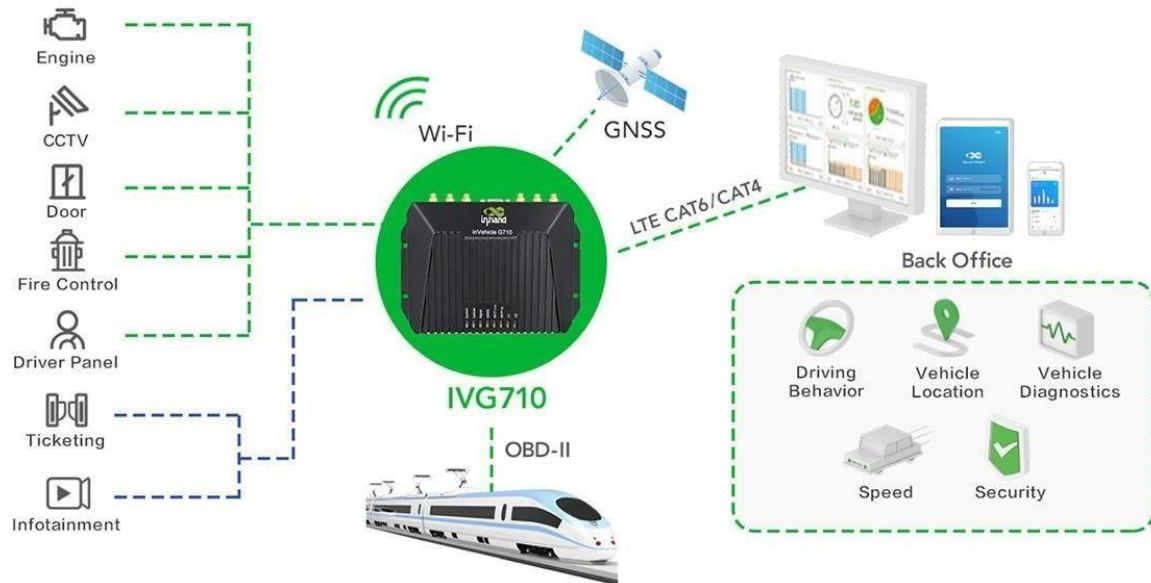 Engine
CCTV
Door
Fire Control
Driver Panel
Ticketing
Infotainment
Wi-Fi
GNSS
inhand
InVehicle G710
IVG710
OBD-II
LTE CAT6/CAT4
Back Office
Driving
Behavior
Vehicle
Location
Vehicle
Diagnostics
Speed
Security